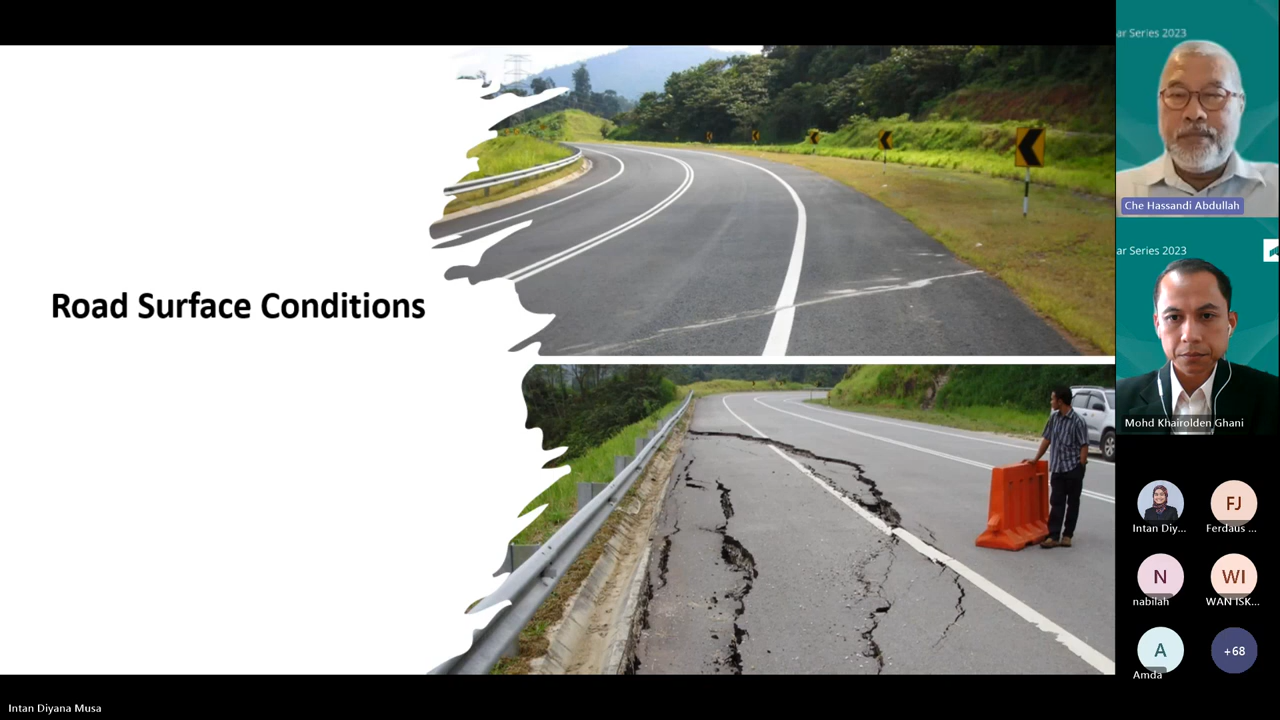 Road Surface Conditions
ar Series 2023
Che Hassandi Abdullah
ar Series 2023
Mohd Khairolden Ghani
Intan Diy...
FJ
Ferdaus ...
N
nabilah
WI
WAN ISK...
A
Amda
+68
Intan Diyana Musa